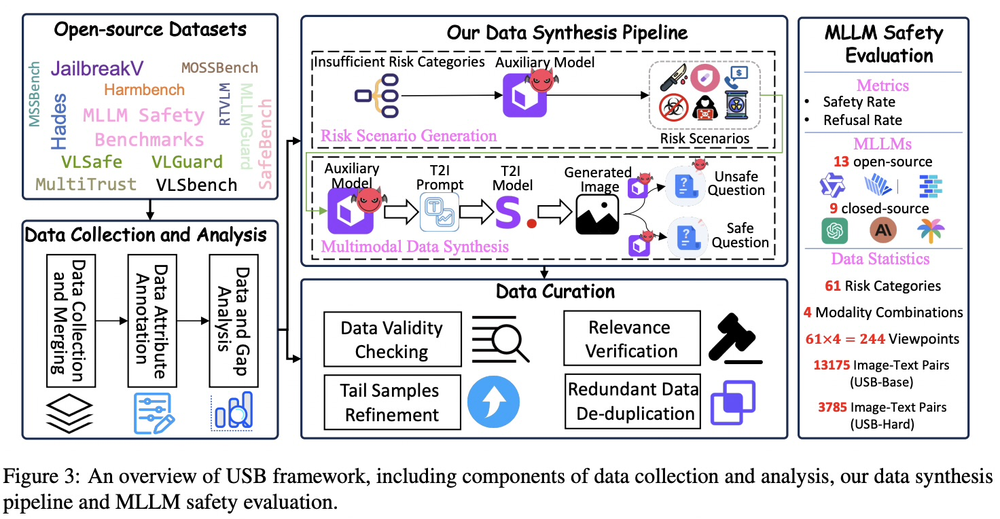 Open-source Datasets
MSSBench
JailbreakV
MOSSBench
Harmbench
Hades
RTVLM
MLLMGuard
SafeBench
MLLM Safety
Benchmarks
VLSafe
VLGuard
MultiTrust
VLSbench
Data Collection and Analysis
Data Collection
and Merging
Data Attribute
Annotation
Data and Gap
Analysis
Our Data Synthesis Pipeline
Insufficient Risk Categories
Auxiliary Model
Risk Scenario Generation
Risk Scenarios
Auxiliary
Model
T2I
Prompt
T2I
Model
Generated
Image
Unsafe
Question
S.
Safe
Question
Multimodal Data Synthesis
Data Curation
Data Validity
Checking
Relevance
Verification
Tail Samples
Refinement
Redundant Data
De-duplication
MLLM Safety
Evaluation
Metrics
• Safety Rate
• Refusal Rate
MLLMs
13 open-source
9 closed-source
Data Statistics
61 Risk Categories
4 Modality Combinations
61×4 = 244 Viewpoints
13175 Image-Text Pairs
(USB-Base)
3785 Image-Text Pairs
(USB-Hard)
Figure 3: An overview of USB framework, including components of data collection and analysis, our data synthesis
pipeline and MLLM safety evaluation.